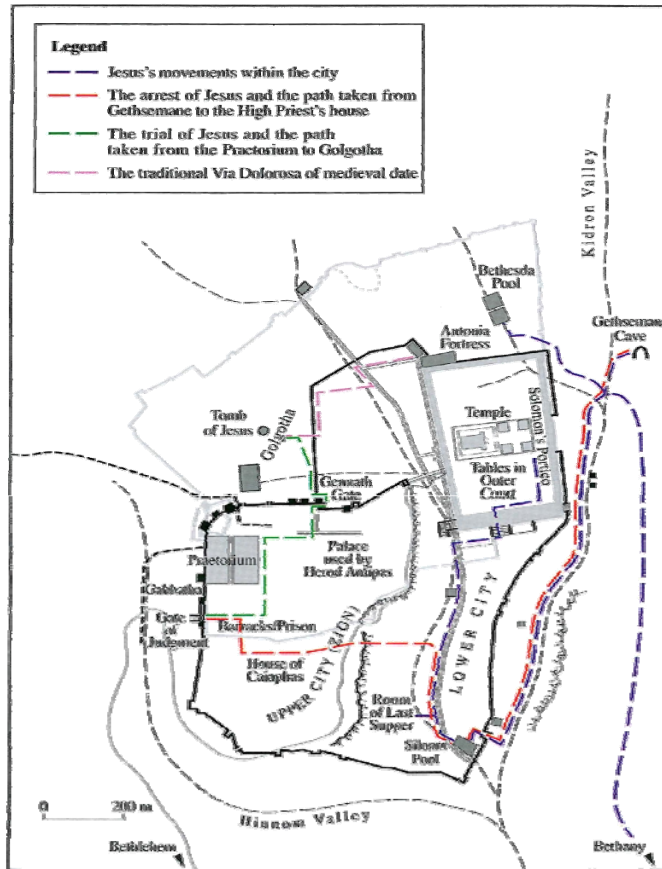 Legend
Jesus's movements within the city
The arrest of Jesus and the path taken from
Gethsemane to the High Priest's house
The trial of Jesus and the path
taken from the Praetorium to Golgotha
The traditional Via Dolorosa of medieval date
Kidron Valley
Bethesda
Pool
Gethsemane
Cave
Antonia
Fortress
Tomb
of Jesus
Golgotha
Temple
Solomon's Portico
Tables in
Outer
Court
Gennath
Gate
Praetorium
Palace
used by
Herod Antipas
Gabbatha
Gate
of
Judgment
Barracks/Prison
House of
Caiaphas
UPPER CITY (ZION)
LOWER CITY
Room
of Last
Supper
Siloam
Pool
0 200 m
Hinnom Valley
Bethlehem
Bethany